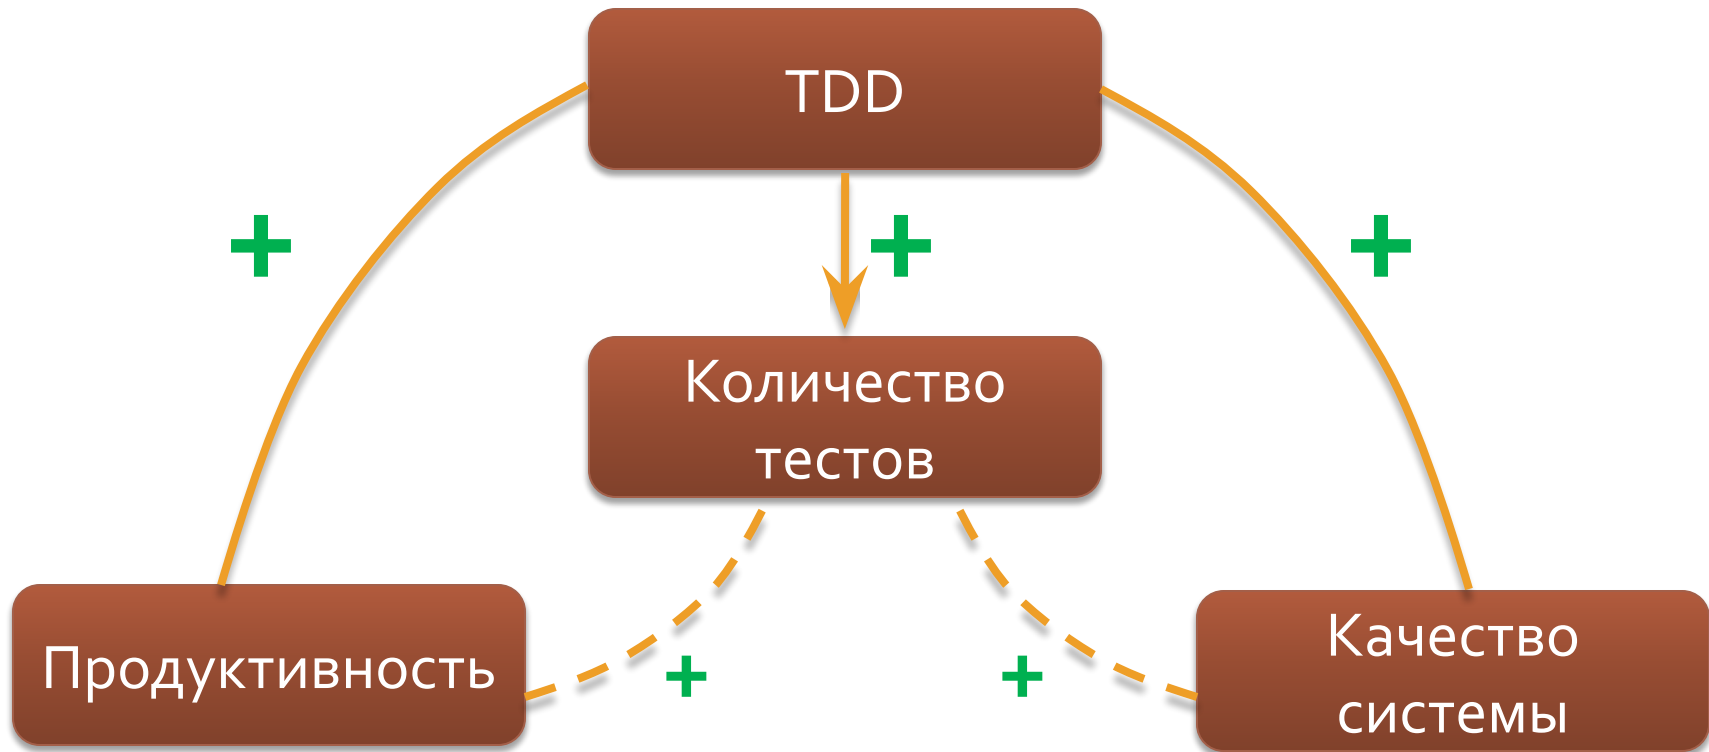 TDD
+
+
+
Количество
тестов
Продуктивность
+
+
Качество
системы